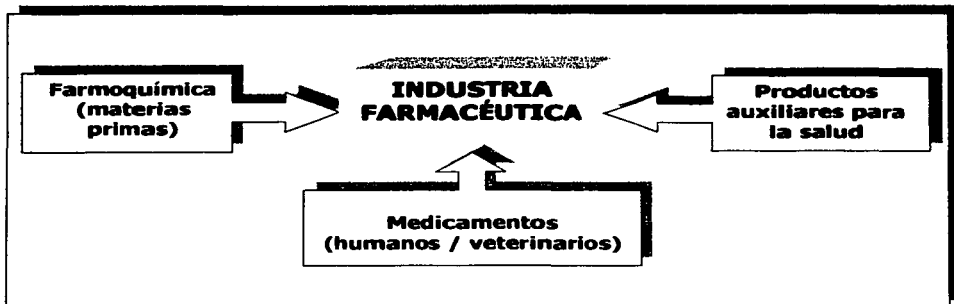 Farmoquímica
(materias
primas)
INDUSTRIA
FARMACÉUTICA
Productos
auxiliares para
la salud
Medicamentos
(humanos / veterinarios)